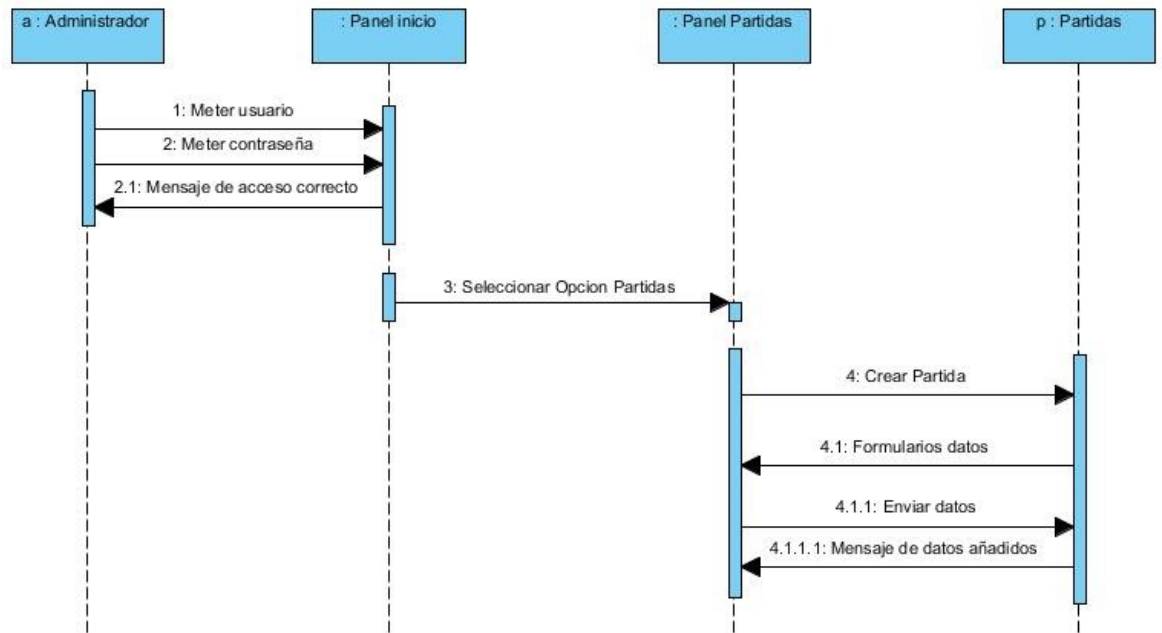 a : Administrador
: Panel inicio
: Panel Partidas
p : Partidas
1: Meter usuario
2: Meter contraseña
2.1: Mensaje de acceso correcto
3: Seleccionar Opcion Partidas
4: Crear Partida
4.1: Formularios datos
4.1.1: Enviar datos
4.1.1.1: Mensaje de datos añadidos